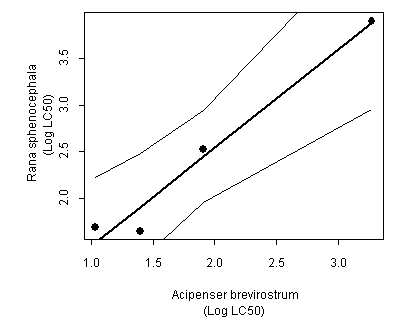 Rana sphenocephala
(Log LC50)
3.5
3.0
2.5
2.0
1.0 1.5 2.0 2.5 3.0
Acipenser brevirostrum
(Log LC50)